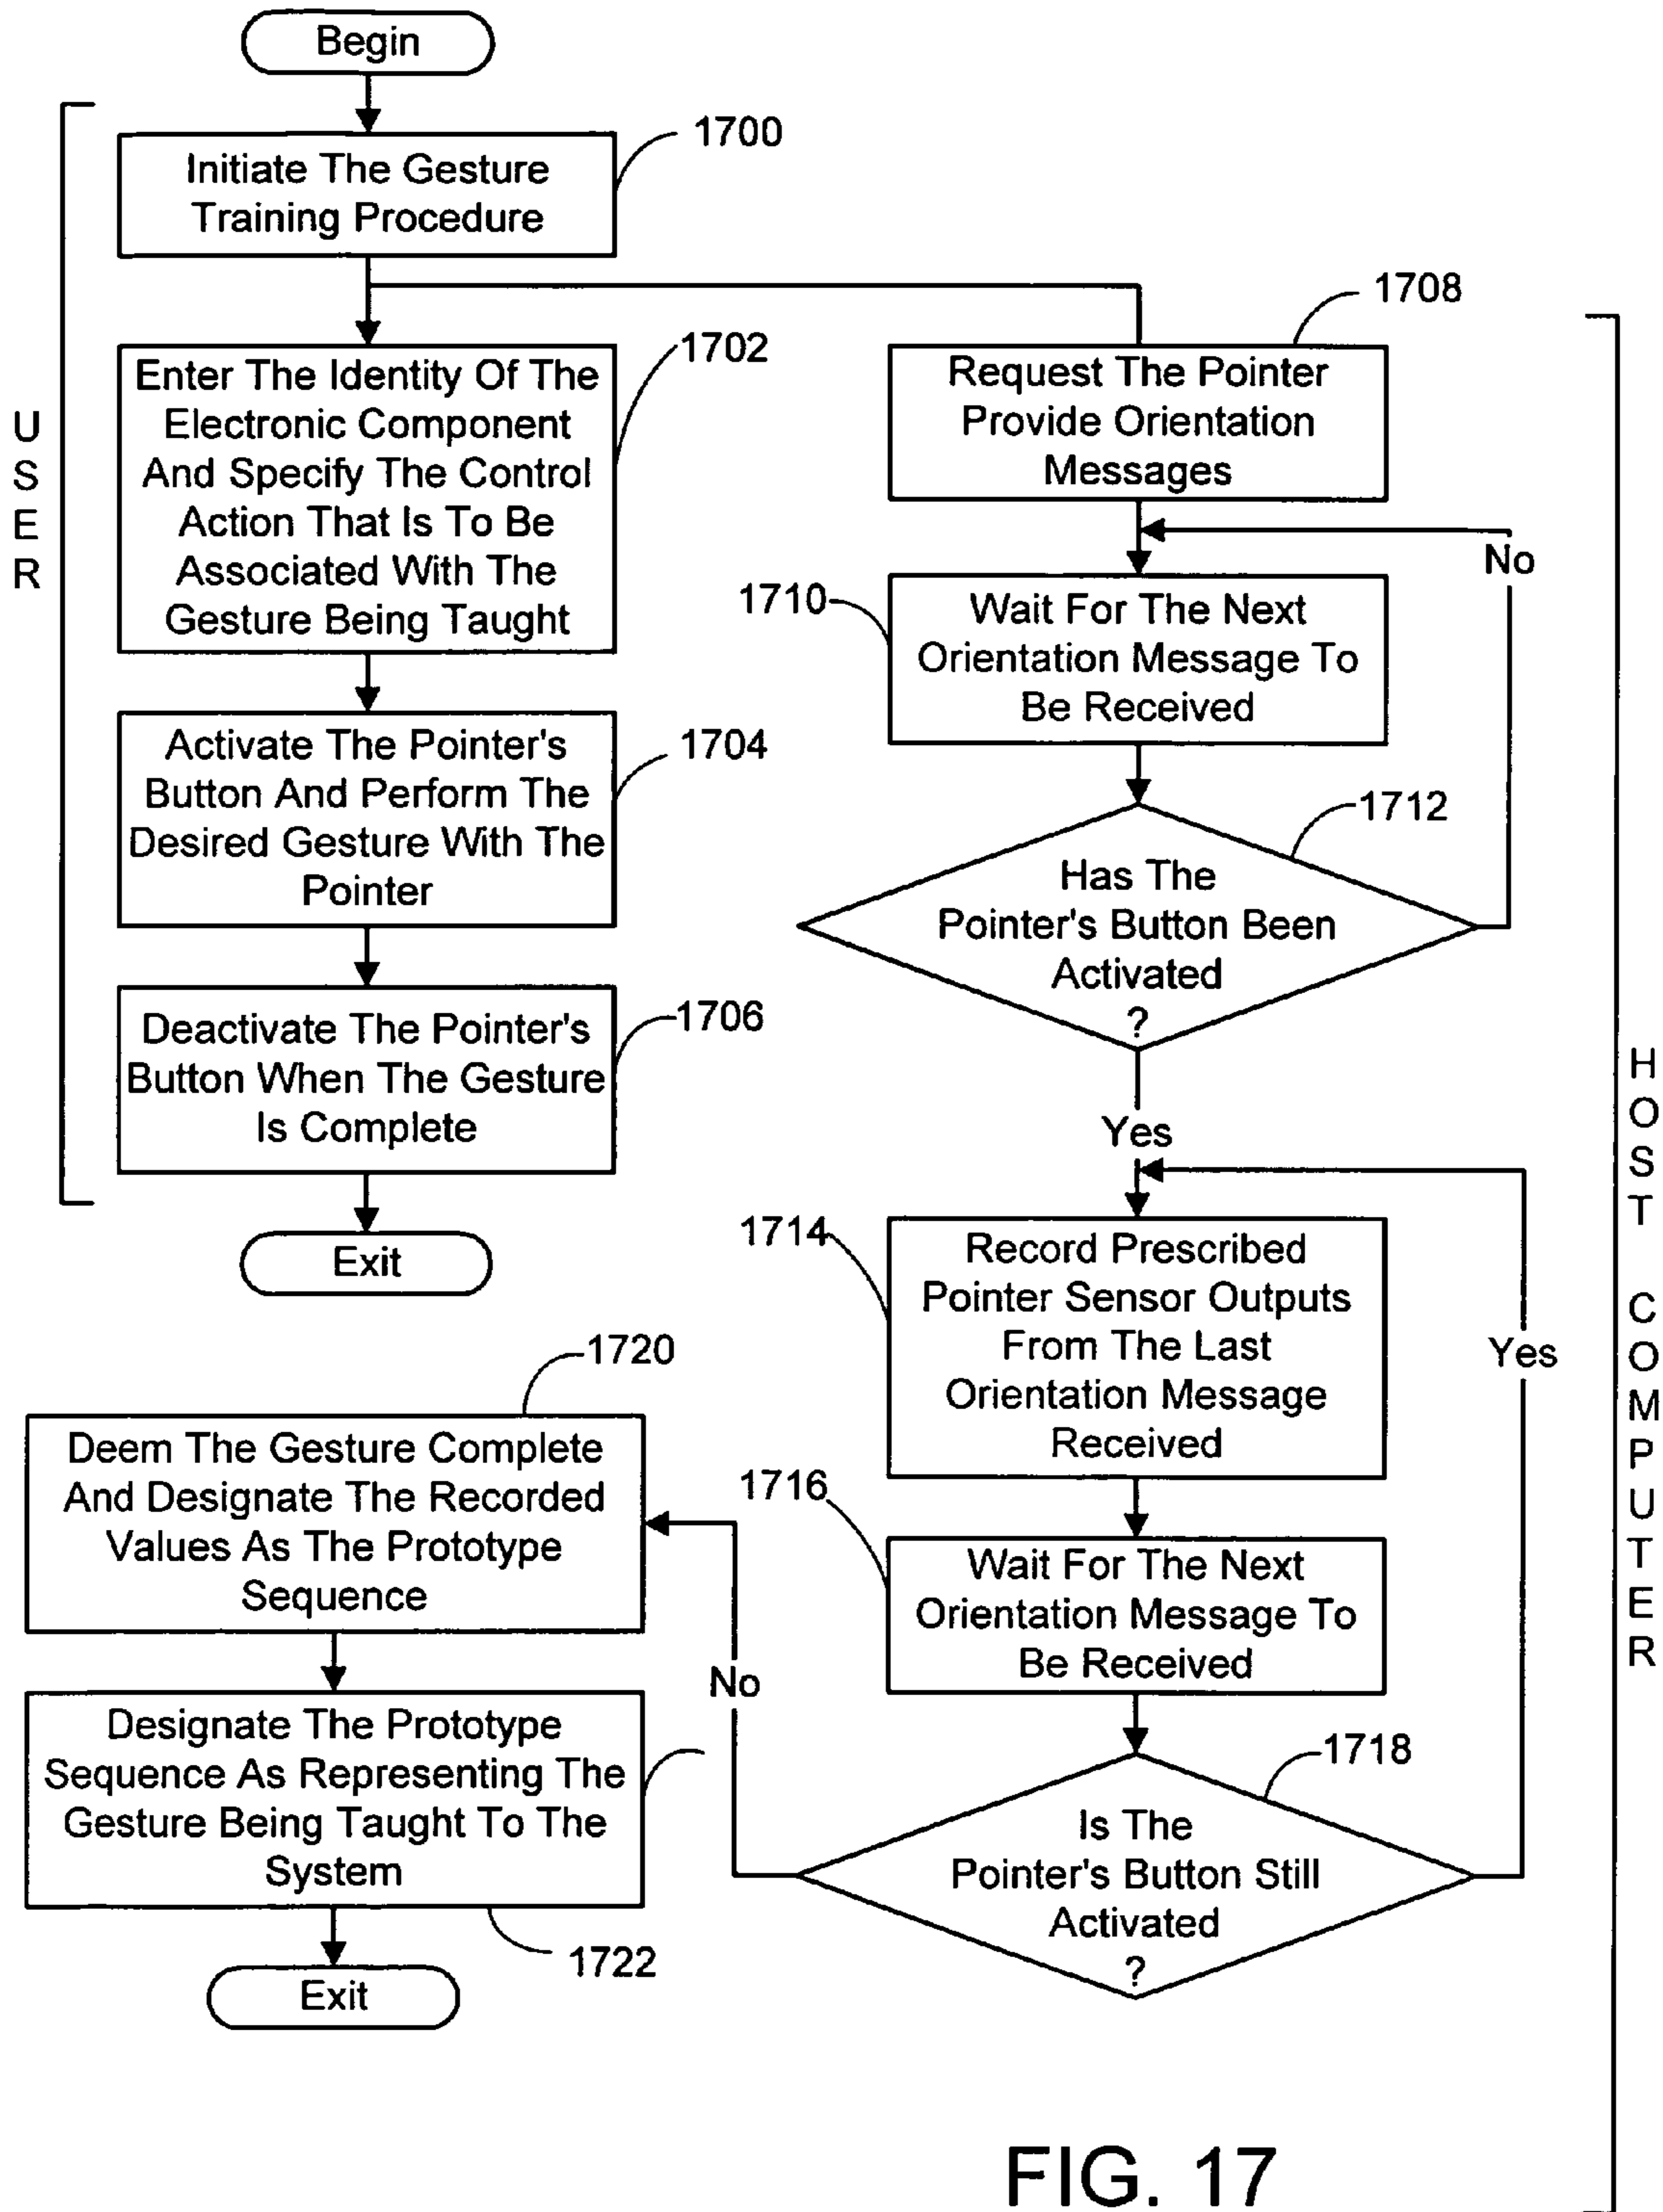 Begin
1700
Initiate The Gesture
Training Procedure
1702
Enter The Identity Of The
Electronic Component
And Specify The Control
Action That Is To Be
Associated With The
Gesture Being Taught
U
S
E
R
1704
Activate The Pointer's
Button And Perform The
Desired Gesture With The
Pointer
1706
Deactivate The Pointer's
Button When The Gesture
Is Complete
Exit
1708
Request The Pointer
Provide Orientation
Messages
No
1710
Wait For The Next
Orientation Message To
Be Received
1712
Has The
Pointer's Button Been
Activated
?
Yes
1714
Record Prescribed
Pointer Sensor Outputs
From The Last
Orientation Message
Received
Yes
1716
Wait For The Next
Orientation Message To
Be Received
1718
Is The
Pointer's Button Still
Activated
?
No
1720
Deem The Gesture Complete
And Designate The Recorded
Values As The Prototype
Sequence
Designate The Prototype
Sequence As Representing The
Gesture Being Taught To The
System
1722
Exit
H
O
S
T
C
O
M
P
U
T
E
R
FIG. 17